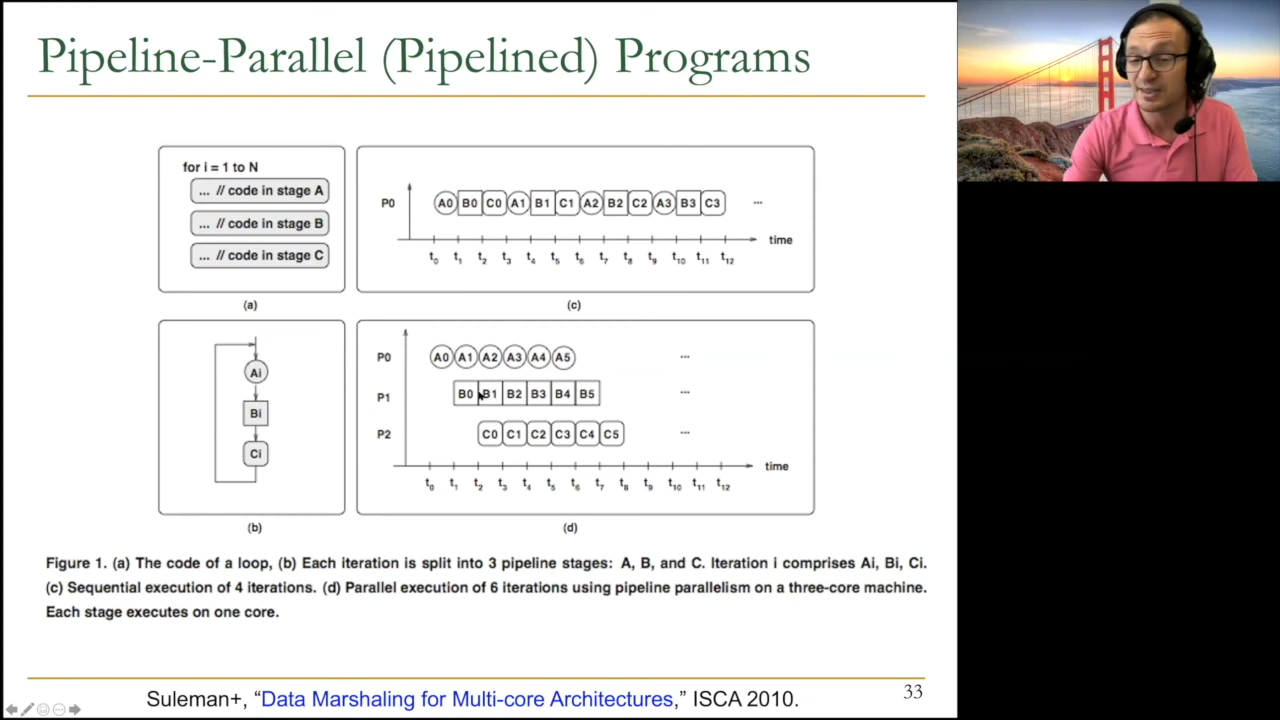 Pipeline-Parallel (Pipelined) Programs
for i = 1 to N
... // code in stage A
... // code in stage B
... // code in stage C
(a)
P0
A0 B0 C0 A1 B1 C1 A2 B2 C2 A3 B3 C3 ...
time
t0 t1 t2 t3 t4 t5 t6 t7 t8 t9 t10 t11 t12
(c)
Ai
Bi
Ci
(b)
P0 A0 A1 A2 A3 A4 A5 ...
P1 B0 B1 B2 B3 B4 B5 ...
P2 C0 C1 C2 C3 C4 C5 ...
time
t0 t1 t2 t3 t4 t5 t6 t7 t8 t9 t10 t11 t12
(d)
Figure 1. (a) The code of a loop, (b) Each iteration is split into 3 pipeline stages: A, B, and C. Iteration i comprises Ai, Bi, Ci.
(c) Sequential execution of 4 iterations. (d) Parallel execution of 6 iterations using pipeline parallelism on a three-core machine.
Each stage executes on one core.
Suleman+, “Data Marshaling for Multi-core Architectures,” ISCA 2010.
33